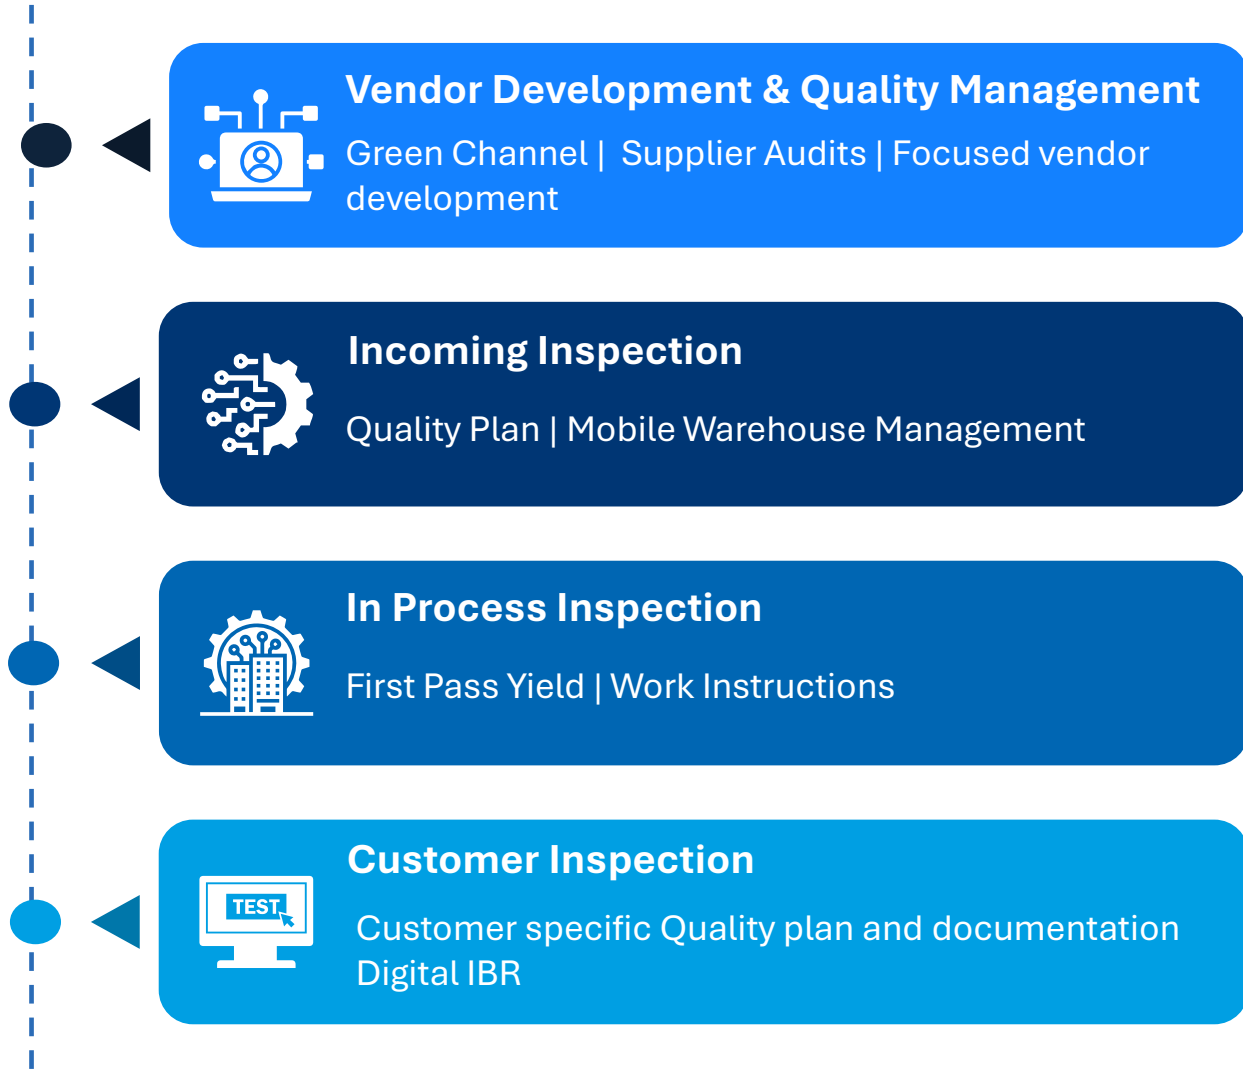 Vendor Development & Quality Management
Green Channel | Supplier Audits | Focused vendor
development
Incoming Inspection
Quality Plan | Mobile Warehouse Management
In Process Inspection
First Pass Yield | Work Instructions
Customer Inspection
TEST
Customer specific Quality plan and documentation
Digital IBR